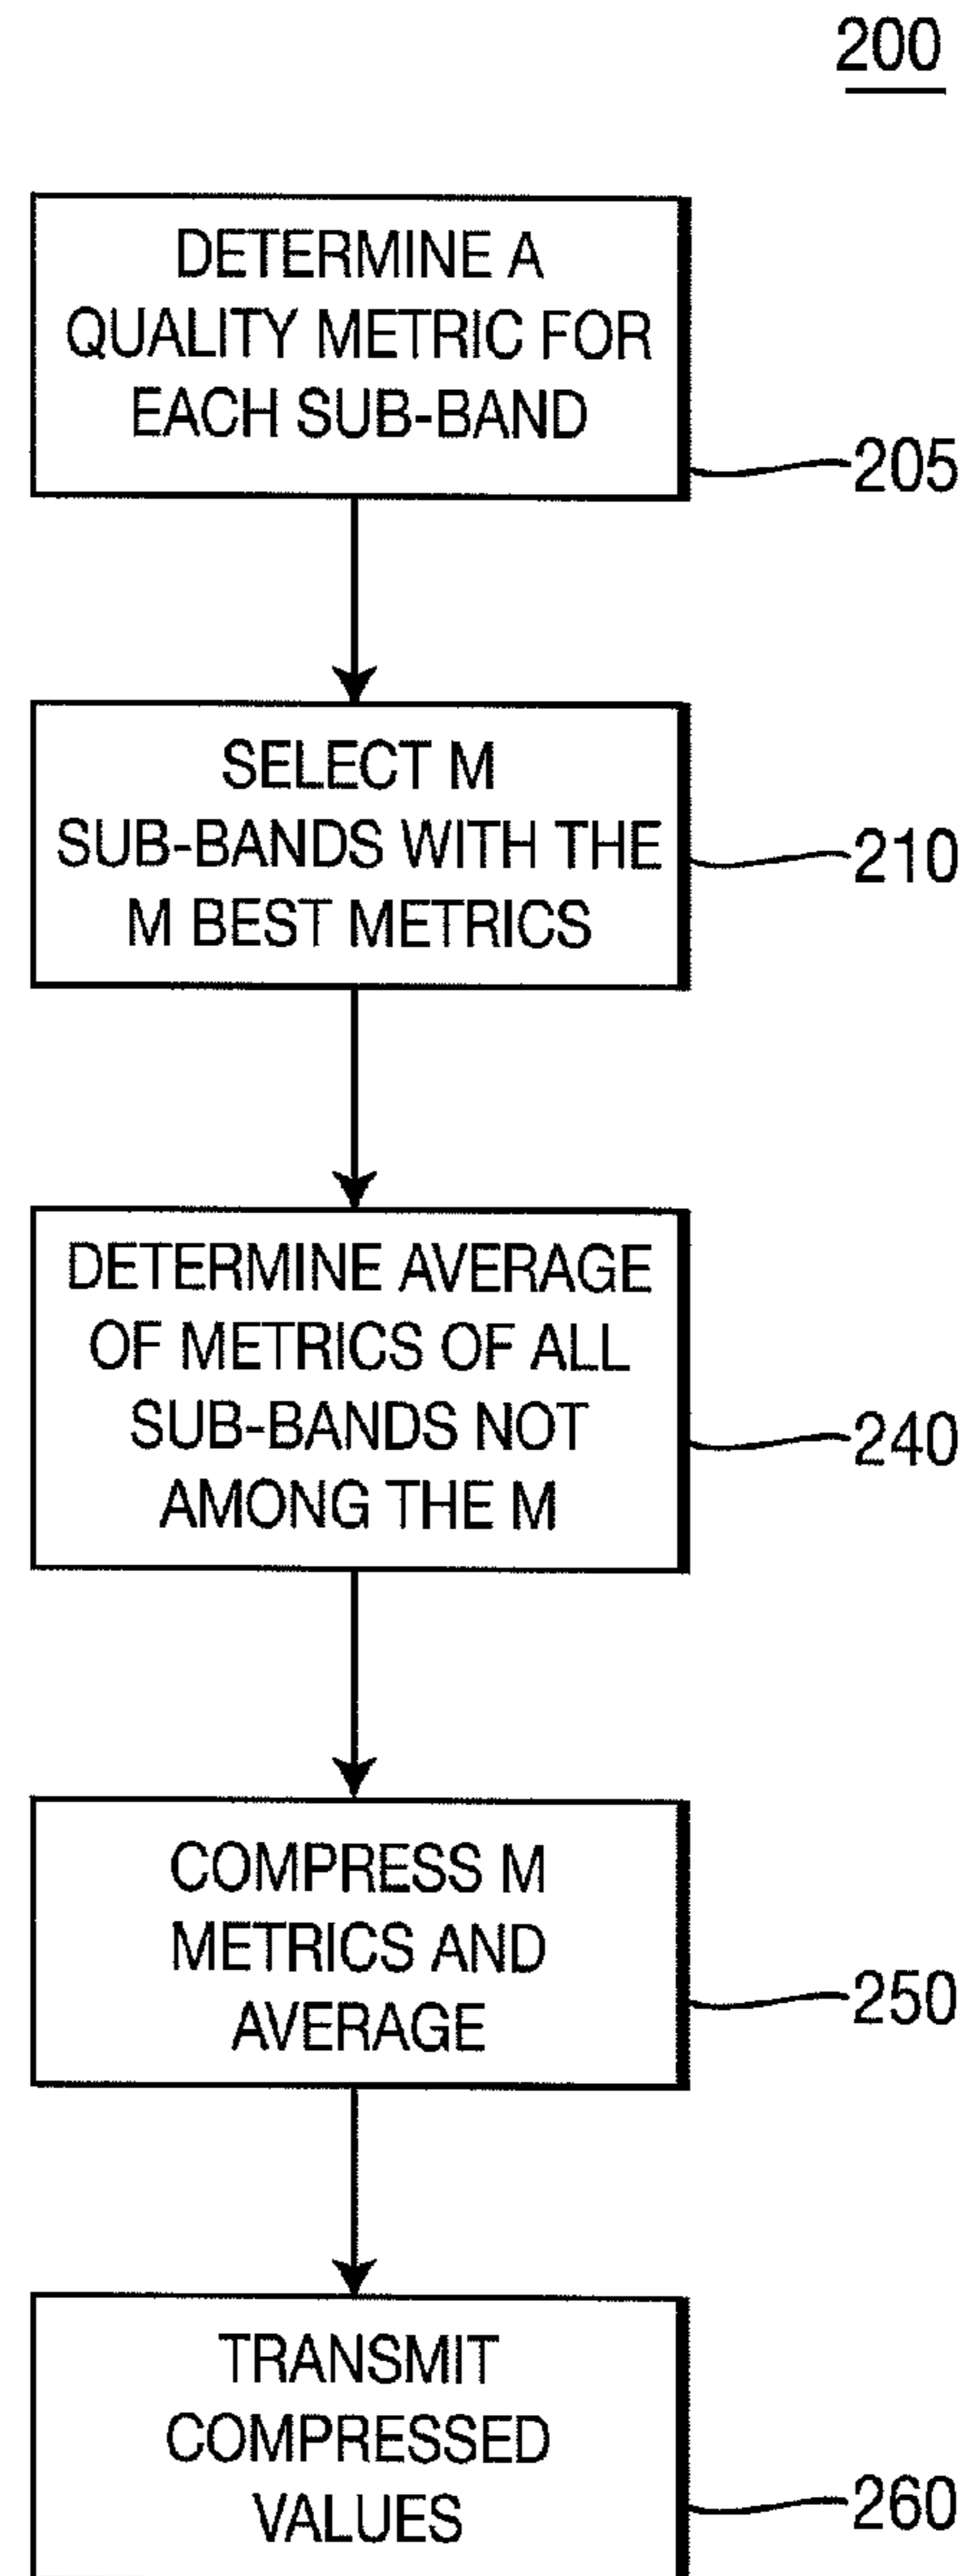 200
DETERMINE A
QUALITY METRIC FOR
EACH SUB-BAND
205
SELECT M
SUB-BANDS WITH THE
M BEST METRICS
210
DETERMINE AVERAGE
OF METRICS OF ALL
SUB-BANDS NOT
AMONG THE M
240
COMPRESS M
METRICS AND
AVERAGE
250
TRANSMIT
COMPRESSED
VALUES
260